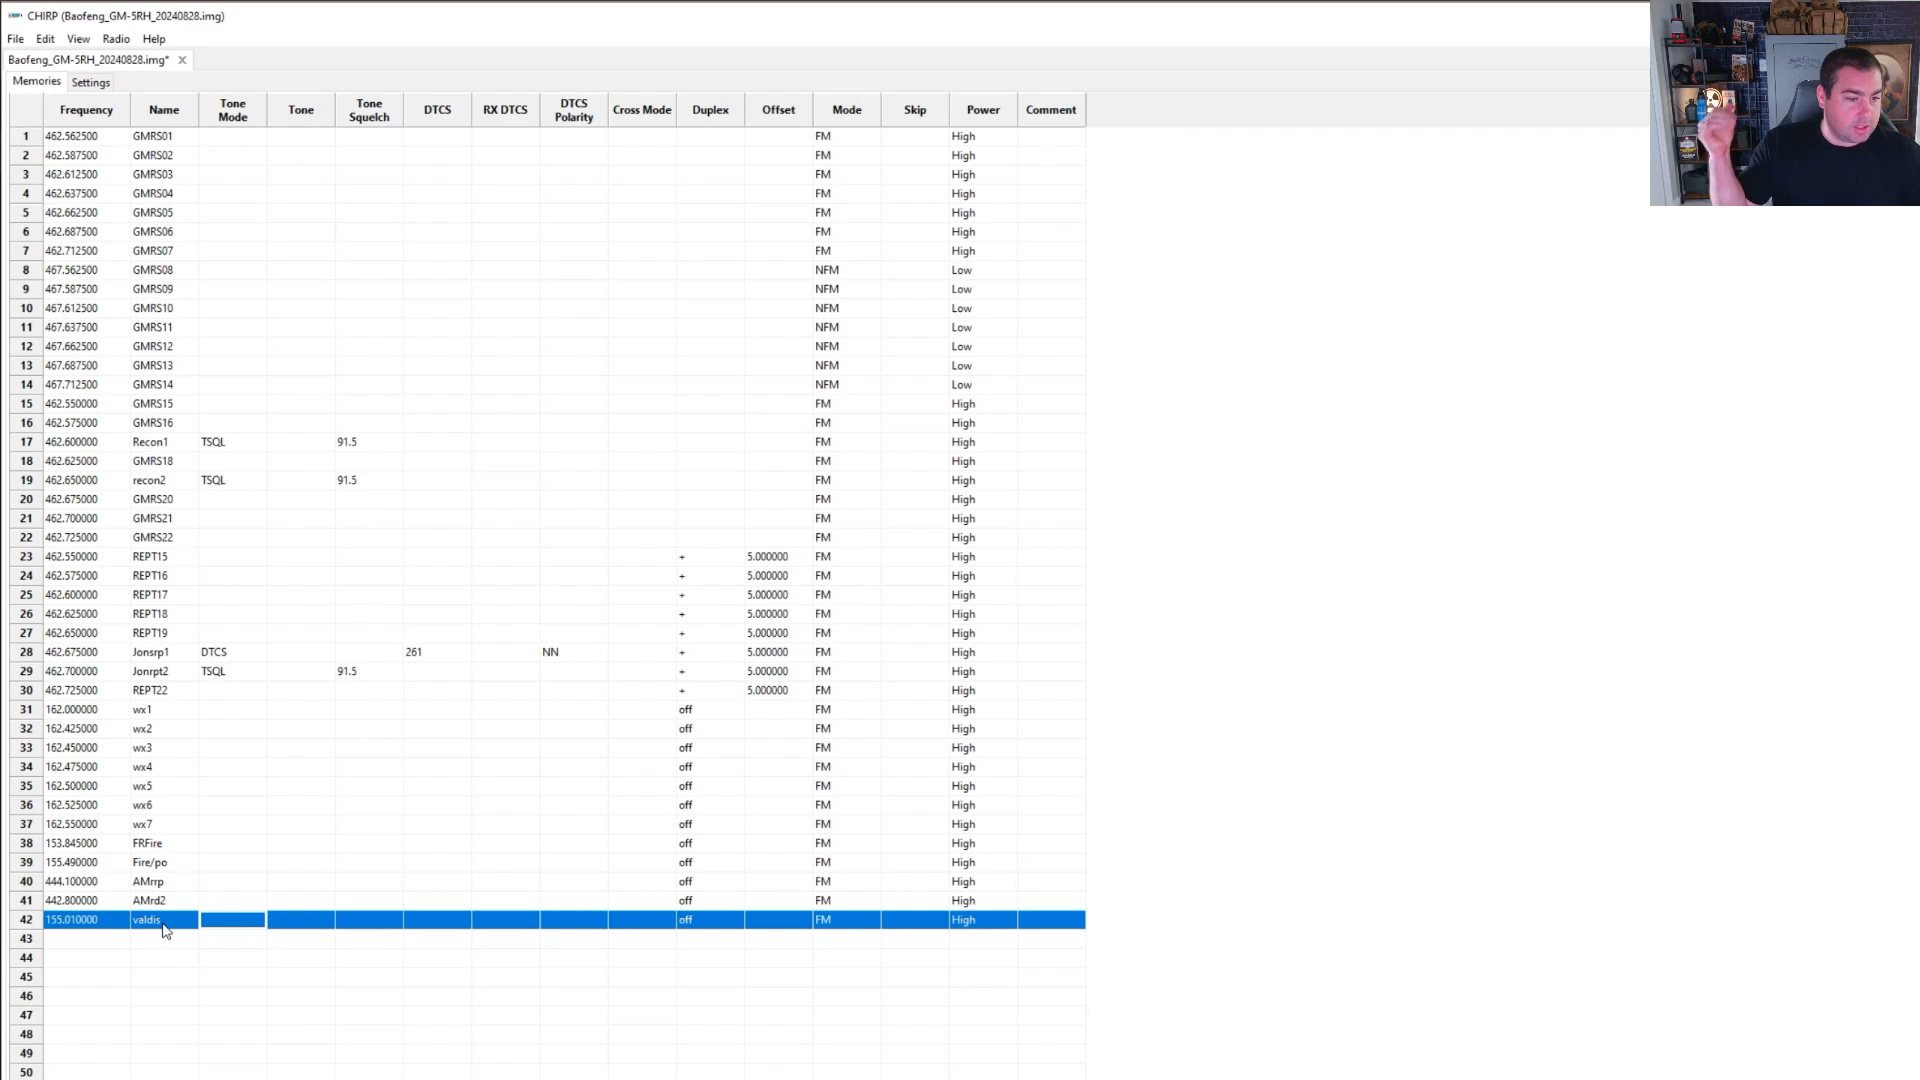 CHIRP (Baofeng_GM-5RH_20240828.img)
File Edit View Radio Help
Baofeng_GM-5RH_20240828.img*
Memories Settings
Frequency Name Tone Mode Tone Tone Squelch DTCS RX DTCS DTCS Polarity Cross Mode Duplex Offset Mode Skip Power Comment
1 462.562500 GMRS01 FM High
2 462.587500 GMRS02 FM High
3 462.612500 GMRS03 FM High
4 462.637500 GMRS04 FM High
5 462.662500 GMRS05 FM High
6 462.687500 GMRS06 FM High
7 462.712500 GMRS07 FM High
8 467.562500 GMRS08 NFM Low
9 467.587500 GMRS09 NFM Low
10 467.612500 GMRS10 NFM Low
11 467.637500 GMRS11 NFM Low
12 467.662500 GMRS12 NFM Low
13 467.687500 GMRS13 NFM Low
14 467.712500 GMRS14 NFM Low
15 462.550000 GMRS15 FM High
16 462.575000 GMRS16 FM High
17 462.600000 Recon1 TSQL 91.5 FM High
18 462.625000 GMRS18 FM High
19 462.650000 recon2 TSQL 91.5 FM High
20 462.675000 GMRS20 FM High
21 462.700000 GMRS21 FM High
22 462.725000 GMRS22 FM High
23 462.550000 REPT15 + 5.000000 FM High
24 462.575000 REPT16 + 5.000000 FM High
25 462.600000 REPT17 + 5.000000 FM High
26 462.625000 REPT18 + 5.000000 FM High
27 462.650000 REPT19 + 5.000000 FM High
28 462.675000 Jonsrp1 DTCS 261 NN + 5.000000 FM High
29 462.700000 Jonrpt2 TSQL 91.5 + 5.000000 FM High
30 462.725000 REPT22 + 5.000000 FM High
31 162.000000 wx1 off FM High
32 162.425000 wx2 off FM High
33 162.450000 wx3 off FM High
34 162.475000 wx4 off FM High
35 162.500000 wx5 off FM High
36 162.525000 wx6 off FM High
37 162.550000 wx7 off FM High
38 153.845000 FRFire off FM High
39 155.490000 Fire/po off FM High
40 444.100000 AMrrp off FM High
41 442.800000 AMrd2 off FM High
42 155.010000 valdis off FM High
43
44
45
46
47
48
49
50